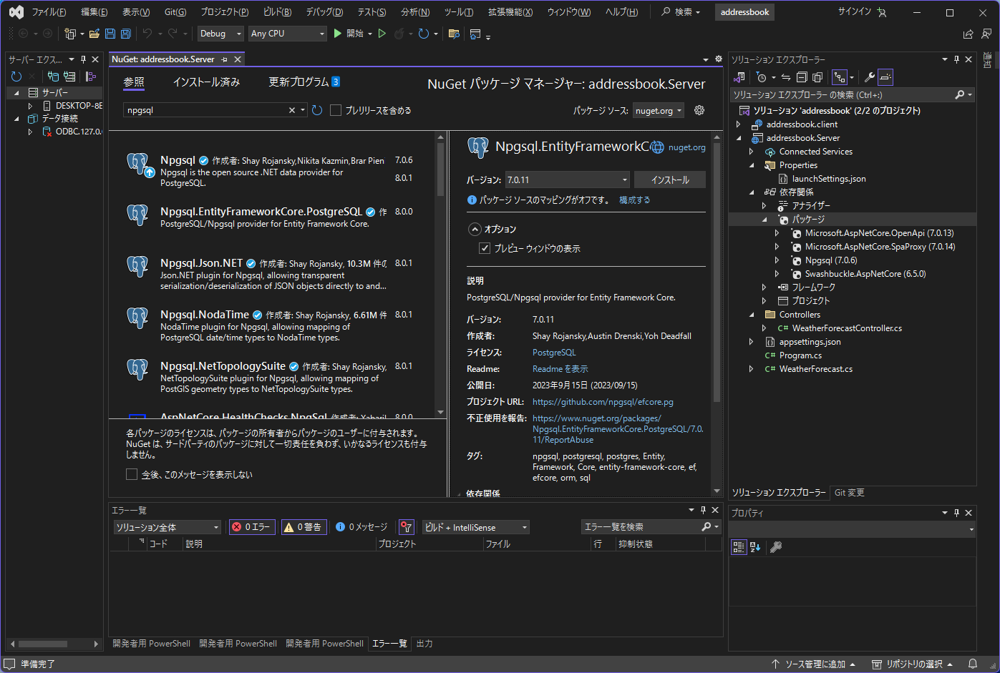 ファイル(F) 編集(E) 表示(V) Git(G) プロジェクト(P) ビルド(B) デバッグ(D) テスト(S) 分析(N) ツール(T) 拡張機能(X) ウィンドウ(W) ヘルプ(H) 検索 addressbook サインイン
Debug Any CPU 開始
サーバー エクス...
サーバー
DESKTOP-8E
データ接続
ODBC.127.0.
NuGet: addressbook.Server
参照 インストール済み 更新プログラム 3
NuGet パッケージ マネージャー: addressbook.Server
npgsql
プレリリースを含める
パッケージ ソース: nuget.org
Npgsql 作成者: Shay Rojansky,Nikita Kazmin,Brar Pien 7.0.6
Npgsql is the open source .NET data provider for 8.0.1
PostgreSQL.
Npgsql.EntityFrameworkCore.PostgreSQL 作 8.0.0
PostgreSQL/Npgsql provider for Entity Framework Core.
Npgsql.Json.NET 作成者: Shay Rojansky, 10.3M 件の 8.0.1
Json.NET plugin for Npgsql, allowing transparent
serialization/deserialization of JSON objects directly to and...
Npgsql.NodaTime 作成者: Shay Rojansky, 6.61M 件 8.0.1
NodaTime plugin for Npgsql, allowing mapping of
PostgreSQL date/time types to NodaTime types.
Npgsql.NetTopologySuite 作成者: Shay Rojansky, 8.0.1
NetTopologySuite plugin for Npgsql, allowing mapping of
PostGIS geometry types to NetTopologySuite types.
AspNetCore.HealthChecks.NpgSql 作成者: Xabaril 8.0.0
各パッケージのライセンスは、パッケージの所有者からパッケージのユーザーに付与されます。
NuGet は、サードパーティのパッケージに対して一切責任を負わず、いかなるライセンスも付与
しません。
今後、このメッセージを表示しない
Npgsql.EntityFrameworkC nuget.org
バージョン: 7.0.11 インストール
パッケージ ソースのマッピングがオフです。 構成する
オプション
プレビュー ウィンドウの表示
説明
PostgreSQL/Npgsql provider for Entity Framework Core.
バージョン: 7.0.11
作成者: Shay Rojansky,Austin Drenski,Yoh Deadfall
ライセンス: PostgreSQL
Readme: Readme を表示
公開日: 2023年9月15日 (2023/09/15)
プロジェクト URL: https://github.com/npgsql/efcore.pg
不正使用を報告: https://www.nuget.org/packages/
Npgsql.EntityFrameworkCore.PostgreSQL/7.0.
11/ReportAbuse
タグ: npgsql, postgresql, postgres, Entity,
Framework, Core, entity-framework-core, ef,
efcore, orm, sql
依存関係
ソリューション エクスプローラー
ソリューション エクスプローラー の検索 (Ctrl+:)
ソリューション 'addressbook' (2/2 のプロジェクト)
addressbook.client
addressbook.Server
Connected Services
Properties
launchSettings.json
依存関係
アナライザー
パッケージ
Microsoft.AspNetCore.OpenApi (7.0.13)
Microsoft.AspNetCore.SpaProxy (7.0.14)
Npgsql (7.0.6)
Swashbuckle.AspNetCore (6.5.0)
フレームワーク
プロジェクト
Controllers
C# WeatherForecastController.cs
appsettings.json
C# Program.cs
C# WeatherForecast.cs
ソリューション エクスプローラー Git 変更
通知
エラー一覧
ソリューション全体 0 エラー 0 警告 0 メッセージ ビルド + IntelliSense エラー一覧を検索
コード 説明 プロジェクト ファイル 行 抑制状態
開発者用 PowerShell 開発者用 PowerShell 開発者用 PowerShell エラー一覧 出力
プロパティ
準備完了 ソース管理に追加 リポジトリの選択